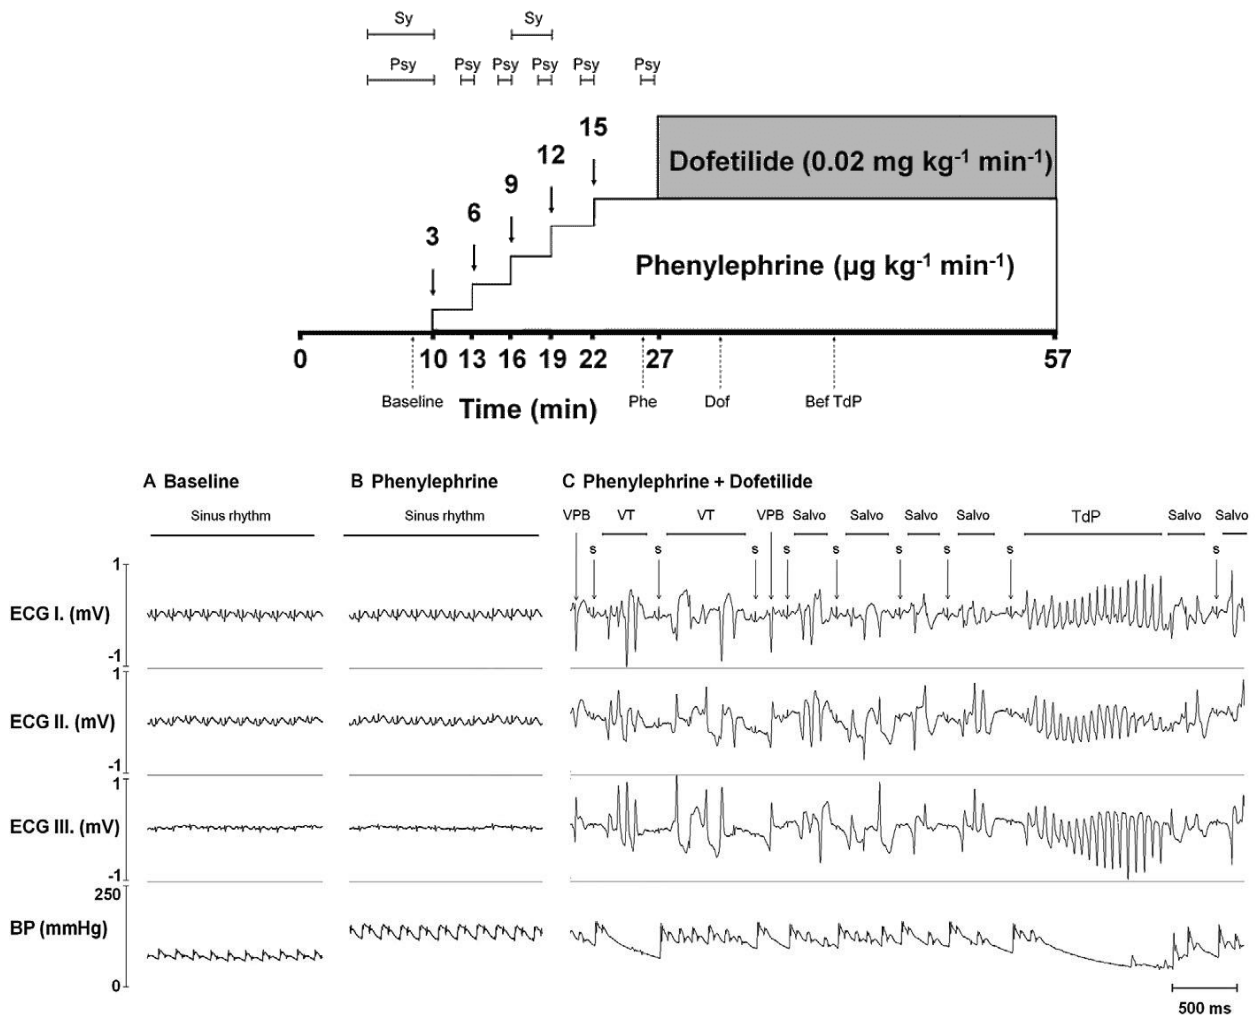 Sy Sy
Psy Psy Psy Psy Psy Psy
15
12
9
6
3
Dofetilide (0.02 mg kg-1 min-1)
Phenylephrine (µg kg-1 min-1)
0 10 13 16 19 22 27 57
Baseline Time (min) Phe Dof Bef TdP
A Baseline B Phenylephrine C Phenylephrine + Dofetilide
Sinus rhythm Sinus rhythm VPB VT VT VPB Salvo Salvo Salvo Salvo TdP Salvo Salvo
s s s s s s s s s
1
ECG I. (mV)
-1
1
ECG II. (mV)
-1
1
ECG III. (mV)
-1
250
BP (mmHg)
0
500 ms